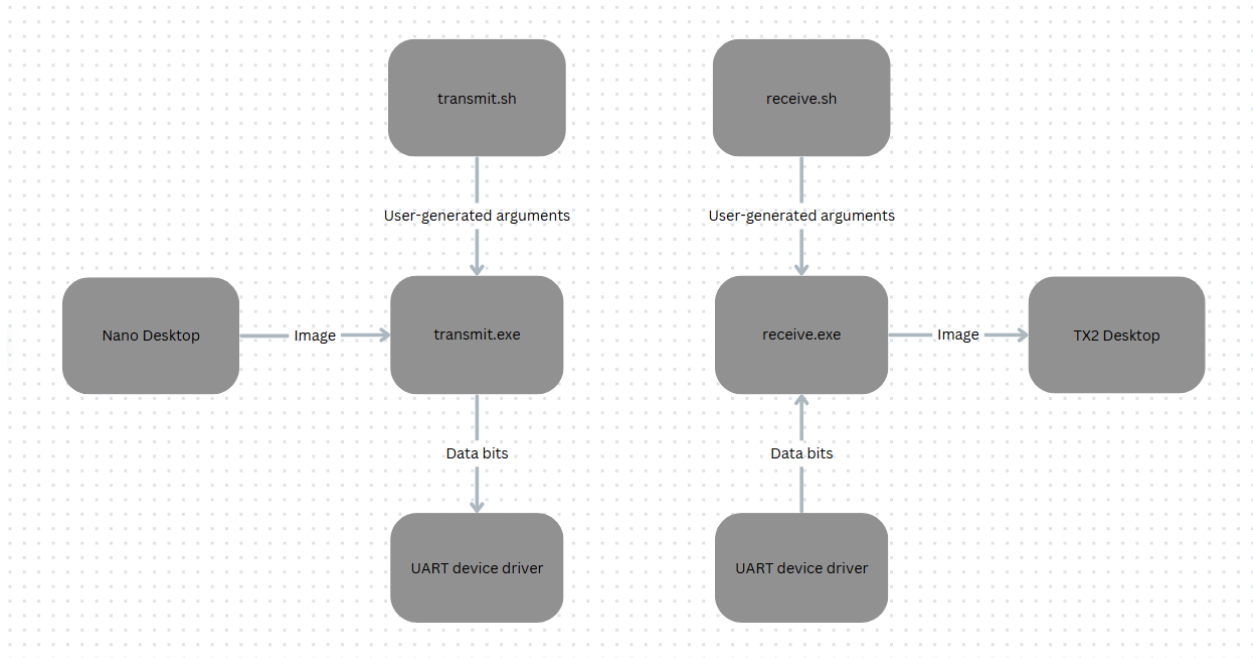 transmit.sh
receive.sh
User-generated arguments
User-generated arguments
Nano Desktop
Image
transmit.exe
receive.exe
Image
TX2 Desktop
Data bits
Data bits
UART device driver
UART device driver